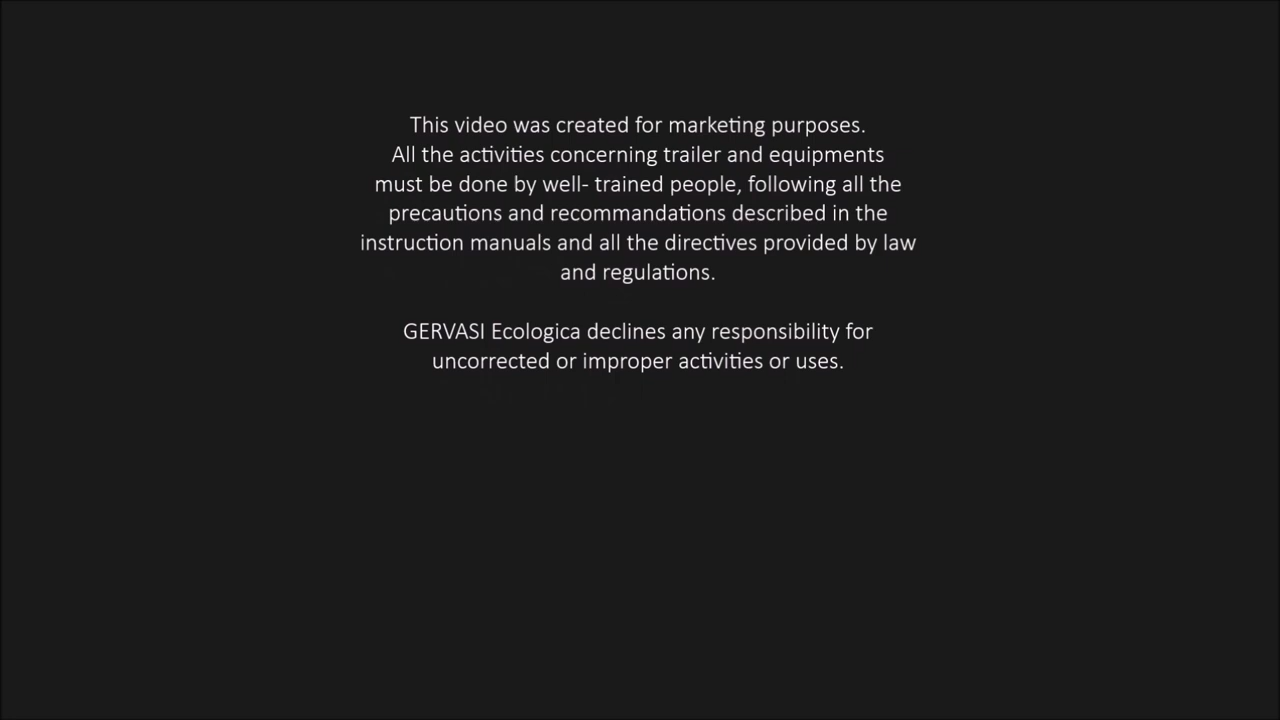 This video was created for marketing purposes.
All the activities concerning trailer and equipments
must be done by well- trained people, following all the
precautions and recommandations described in the
instruction manuals and all the directives provided by law
and regulations.
GERVASI Ecologica declines any responsibility for
uncorrected or improper activities or uses.